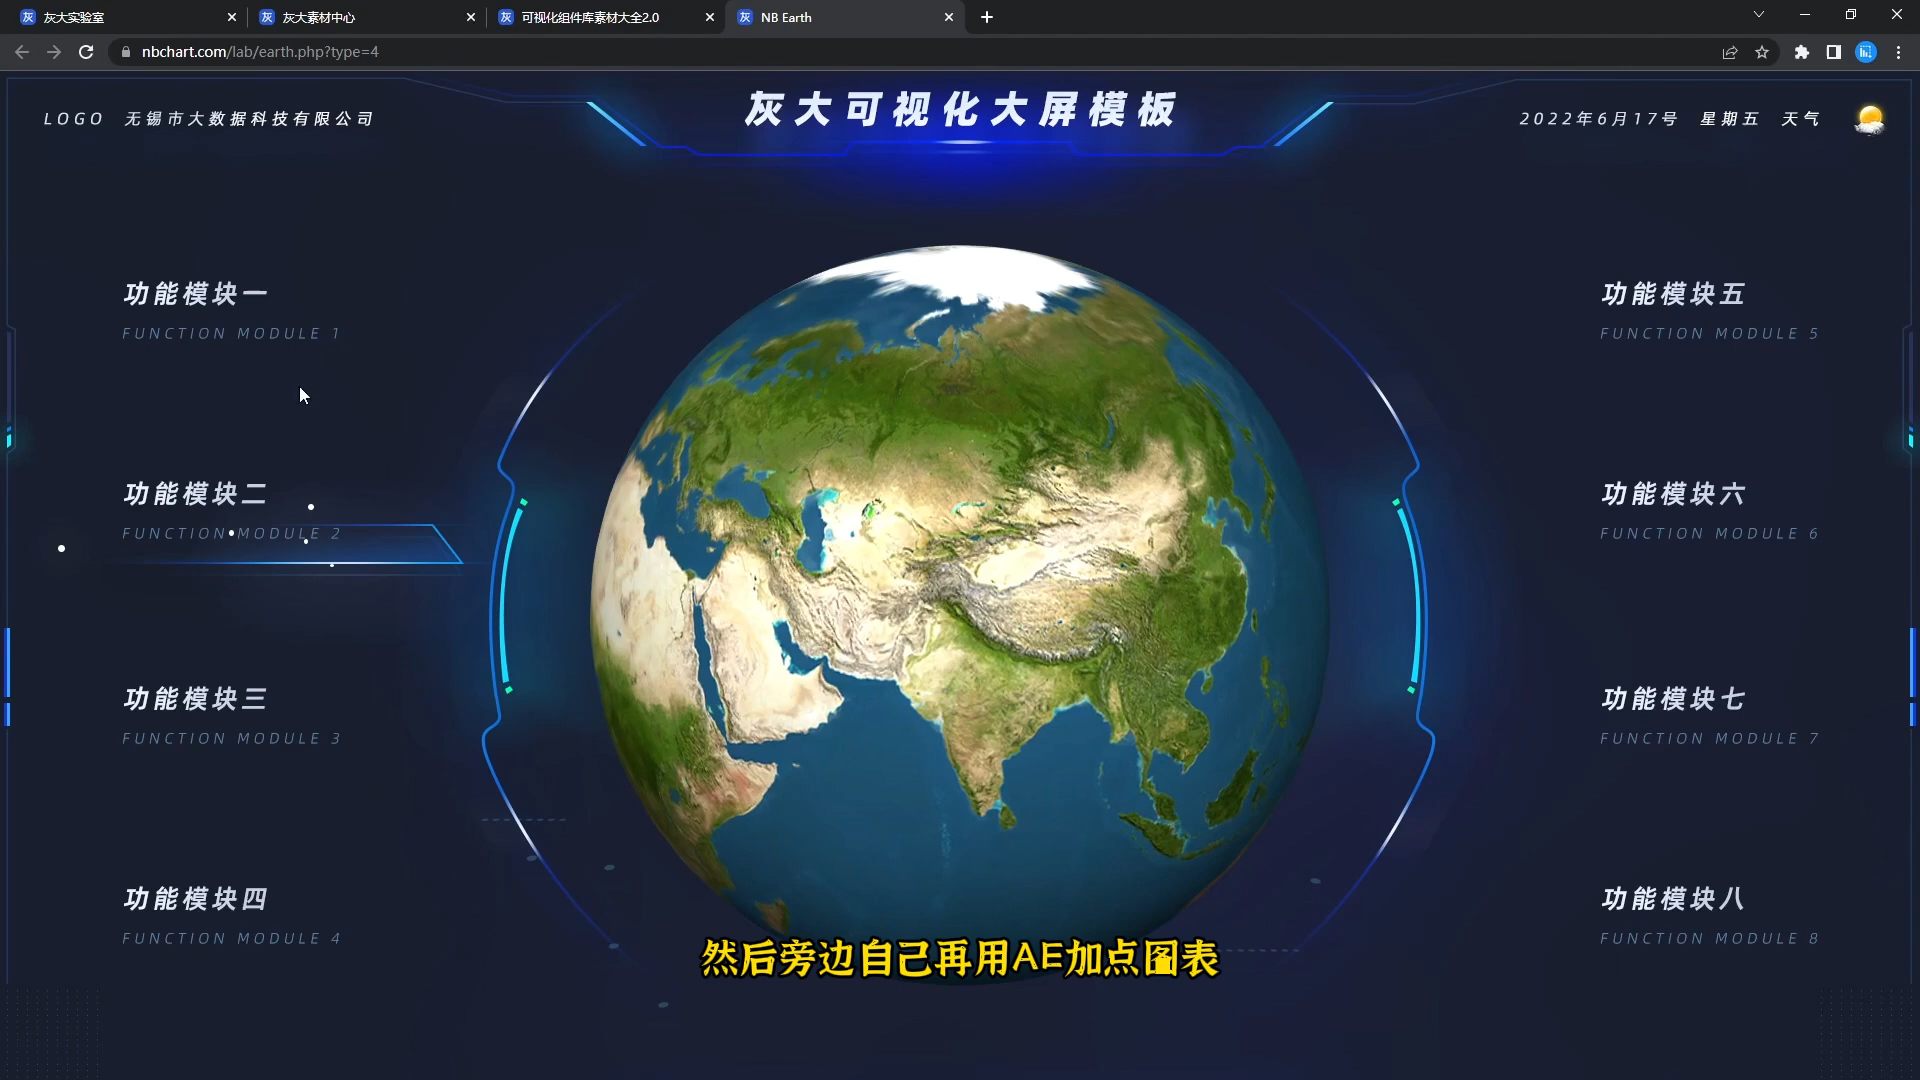 灰大实验室
灰大素材中心
可视化组件库素材大全2.0
NB Earth
nbchart.com/lab/earth.php?type=4
灰大可视化大屏模板
LOGO 无锡市大数据科技有限公司
2022年6月17号 星期五 天气
功能模块一
FUNCTION MODULE 1
功能模块二
FUNCTION MODULE 2
功能模块三
FUNCTION MODULE 3
功能模块四
FUNCTION MODULE 4
功能模块五
FUNCTION MODULE 5
功能模块六
FUNCTION MODULE 6
功能模块七
FUNCTION MODULE 7
功能模块八
FUNCTION MODULE 8
然后旁边自己再用AE加点图表